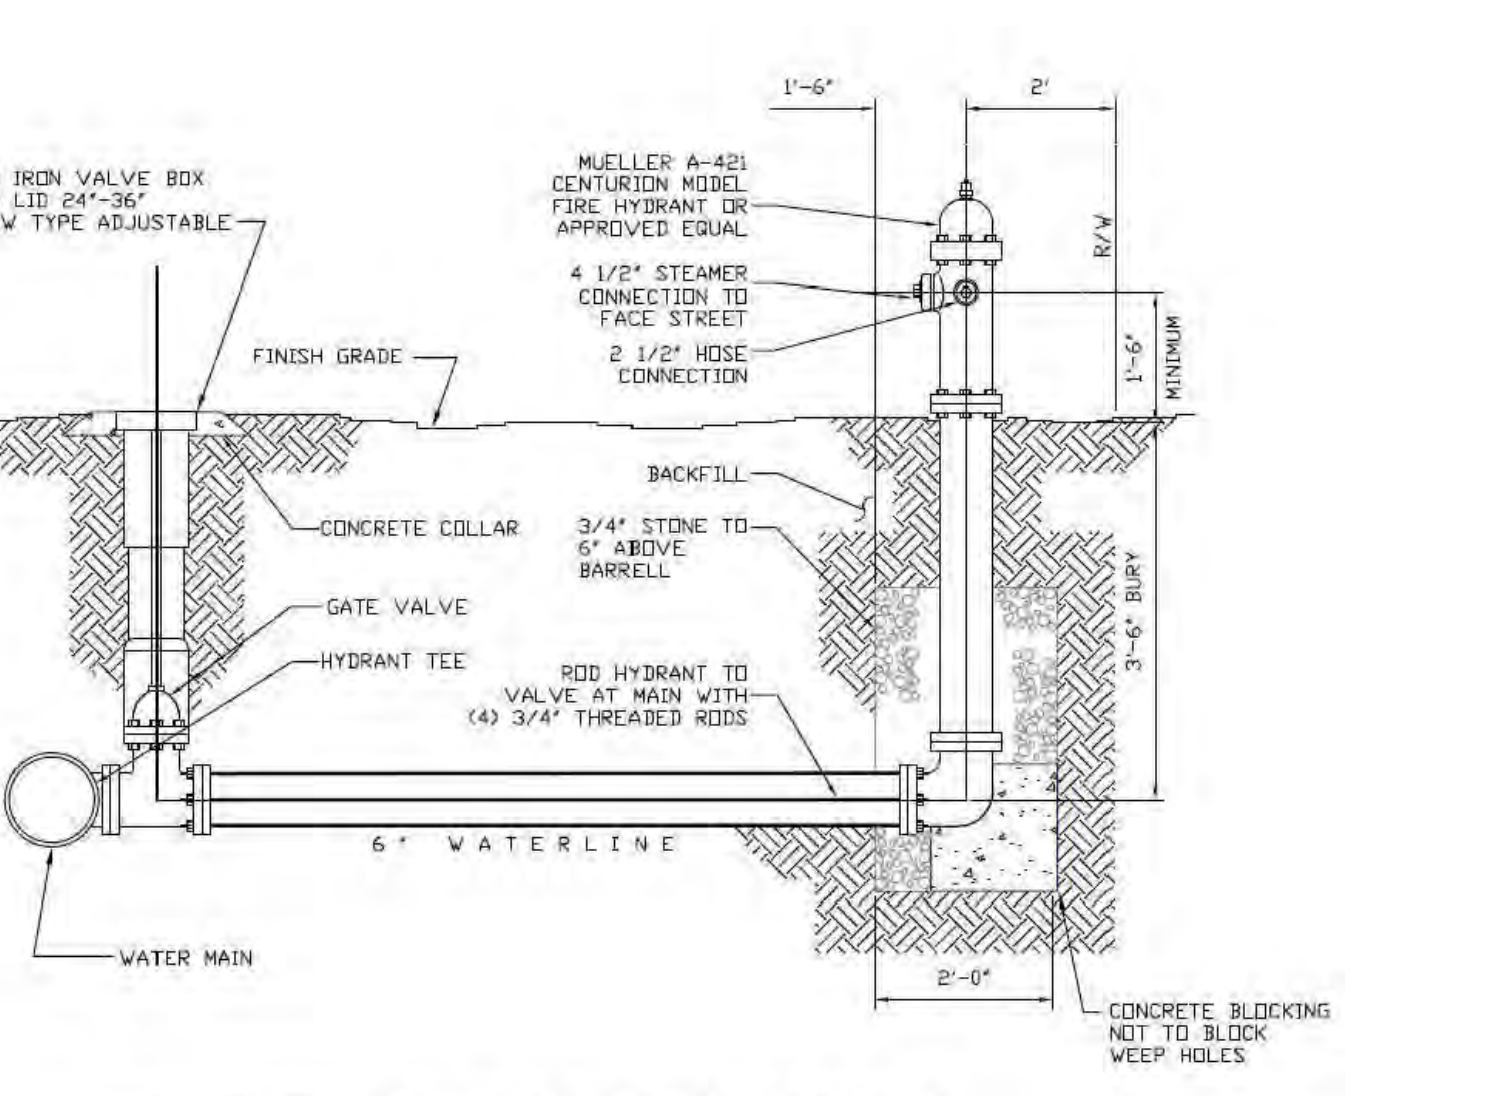 1'-6"
2'
MUELLER A-421
CENTURION MODEL
FIRE HYDRANT OR
APPROVED EQUAL
IRON VALVE BOX
LID 24"-36"
W TYPE ADJUSTABLE
R/W
4 1/2" STEAMER
CONNECTION TO
FACE STREET
2 1/2" HOSE
CONNECTION
1'-6"
MINIMUM
FINISH GRADE
BACKFILL
CONCRETE COLLAR
3/4" STONE TO
6" ABOVE
BARRELL
3'-6" BURY
GATE VALVE
HYDRANT TEE
ROD HYDRANT TO
VALVE AT MAIN WITH
(4) 3/4" THREADED RODS
6" WATERLINE
WATER MAIN
2'-0"
CONCRETE BLOCKING
NOT TO BLOCK
WEEP HOLES